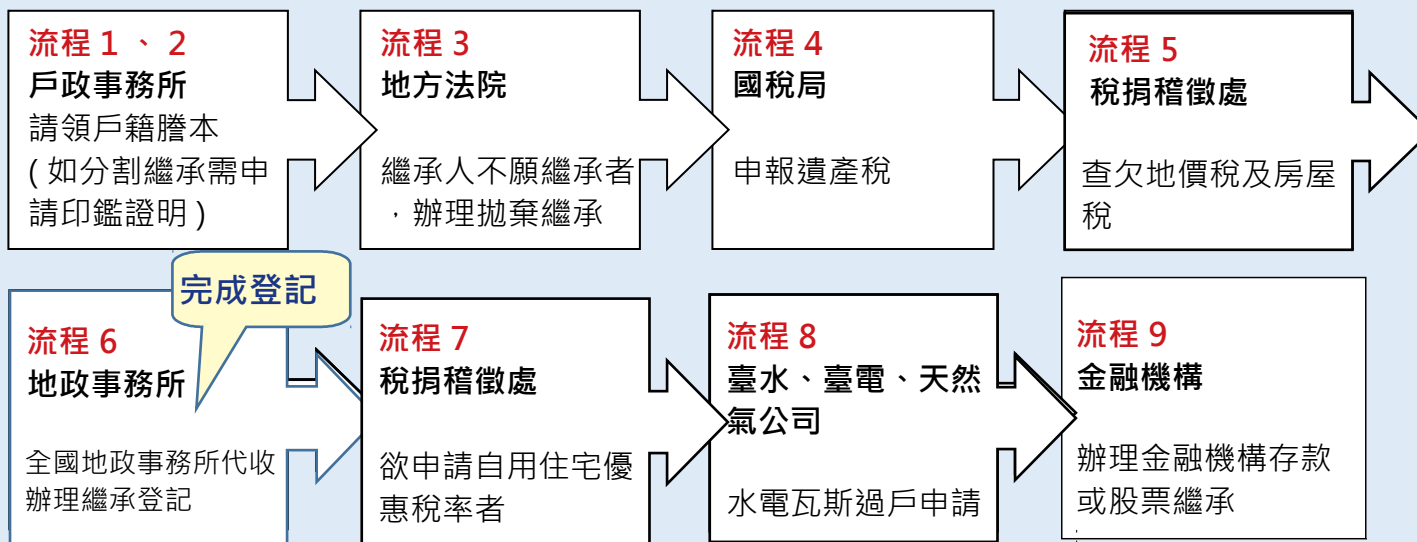 流程 1 、 2
戶政事務所
請領戶籍謄本
( 如分割繼承需申
請印鑑證明 )
流程 3
地方法院
繼承人不願繼承者
，辦理拋棄繼承
流程 4
國稅局
申報遺產稅
流程 5
稅捐稽徵處
查欠地價稅及房屋
稅
完成登記
流程 6
地政事務所
全國地政事務所代收
辦理繼承登記
流程 7
稅捐稽徵處
欲申請自用住宅優
惠稅率者
流程 8
臺水、臺電、天然
氣公司
水電瓦斯過戶申請
流程 9
金融機構
辦理金融機構存款
或股票繼承